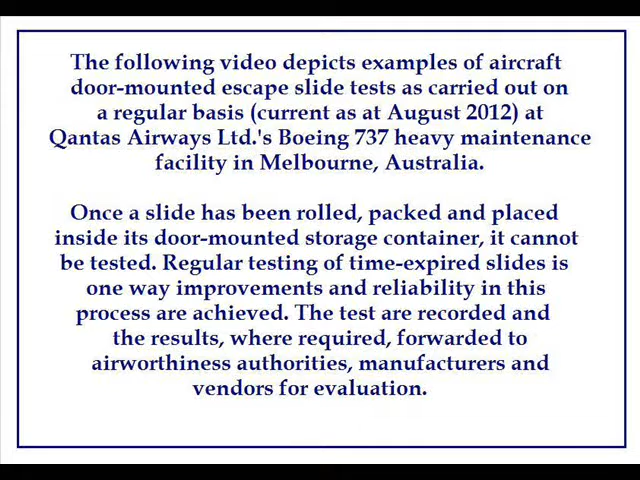 The following video depicts examples of aircraft
door-mounted escape slide tests as carried out on
a regular basis (current as at August 2012) at
Qantas Airways Ltd.'s Boeing 737 heavy maintenance
facility in Melbourne, Australia.
Once a slide has been rolled, packed and placed
inside its door-mounted storage container, it cannot
be tested. Regular testing of time-expired slides is
one way improvements and reliability in this
process are achieved. The test are recorded and
the results, where required, forwarded to
airworthiness authorities, manufacturers and
vendors for evaluation.